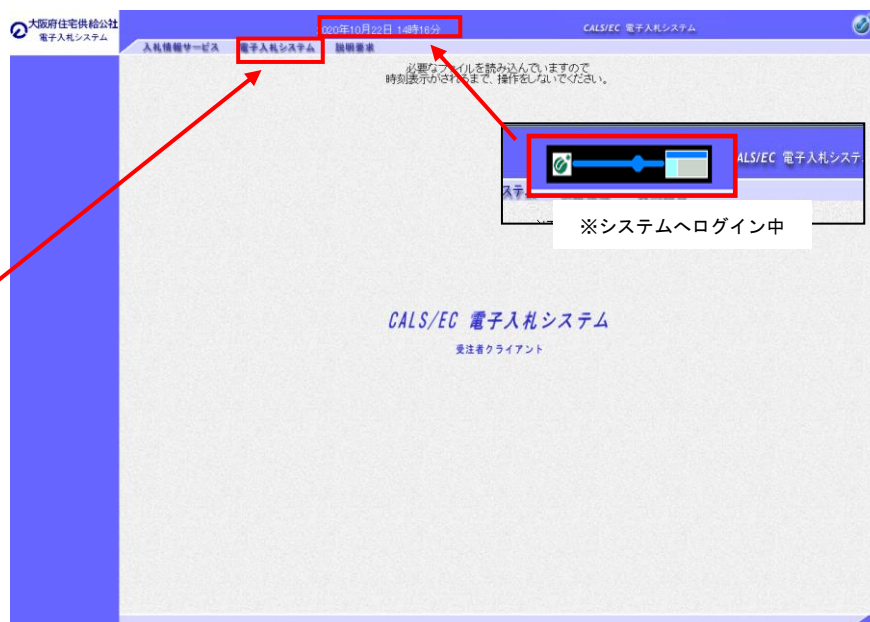 大阪府住宅供給公社
電子入札システム
020年10月22日 14時16分
CALS/EC 電子入札システム
入札情報サービス 電子入札システム 説明要求
必要なファイルを読み込んでいますので
時刻表示がされるまで、操作をしないでください。
ALS/EC 電子入札システ
ステ
※システムへログイン中
CALS/EC 電子入札システム
受注者クライアント